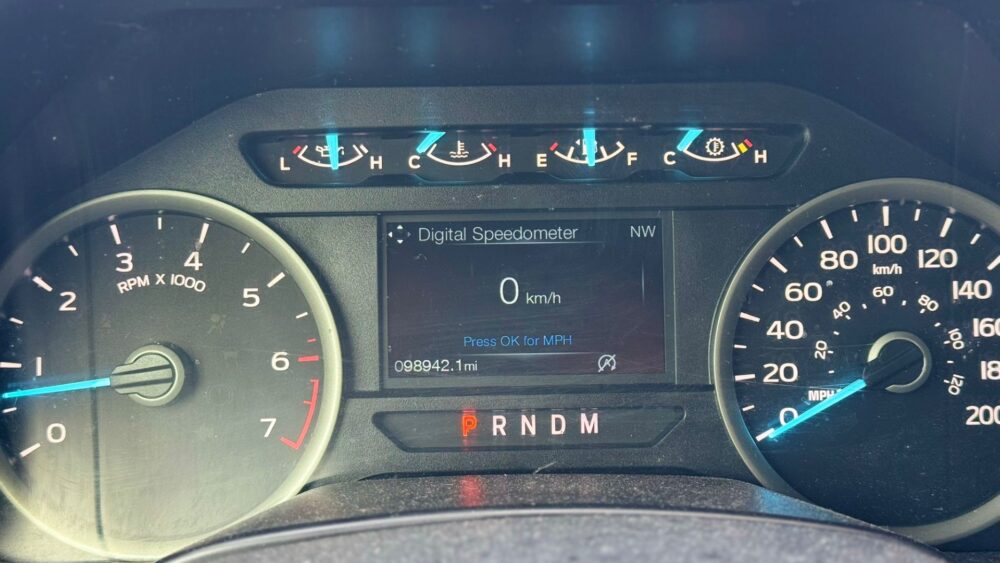 L H C H E F C H
Digital Speedometer NW
0 km/h
Press OK for MPH
098942.1mi
P R N D M
0 1 2 3 4 5 6 7
RPM X 1000
0 20 40 60 80 100 120 140 160 18 200
km/h
20 40 60 80 100 120
MPH